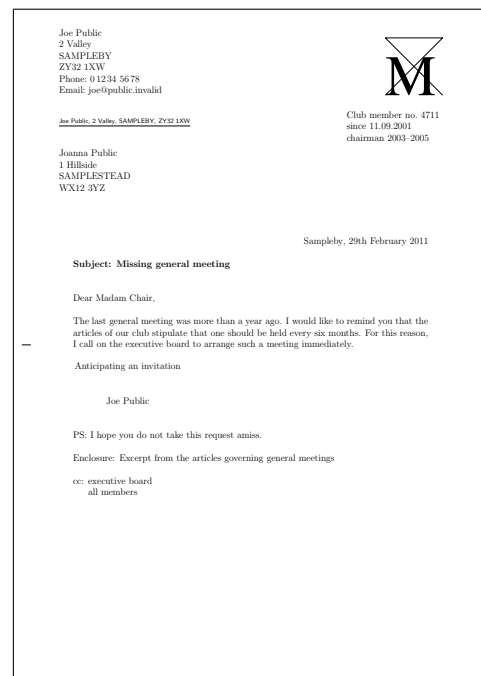 Joe Public
2 Valley
SAMPLEBY
ZY32 1XW
Phone: 0 12 34 56 78
Email: joe@public.invalid
M
Joe Public, 2 Valley, SAMPLEBY, ZY32 1XW
Club member no. 4711
since 11.09.2001
chairman 2003–2005
Joanna Public
1 Hillside
SAMPLESTEAD
WX12 3YZ
Sampleby, 29th February 2011
Subject: Missing general meeting
Dear Madam Chair,
The last general meeting was more than a year ago. I would like to remind you that the
articles of our club stipulate that one should be held every six months. For this reason,
I call on the executive board to arrange such a meeting immediately.
Anticipating an invitation
Joe Public
PS: I hope you do not take this request amiss.
Enclosure: Excerpt from the articles governing general meetings
cc: executive board
all members